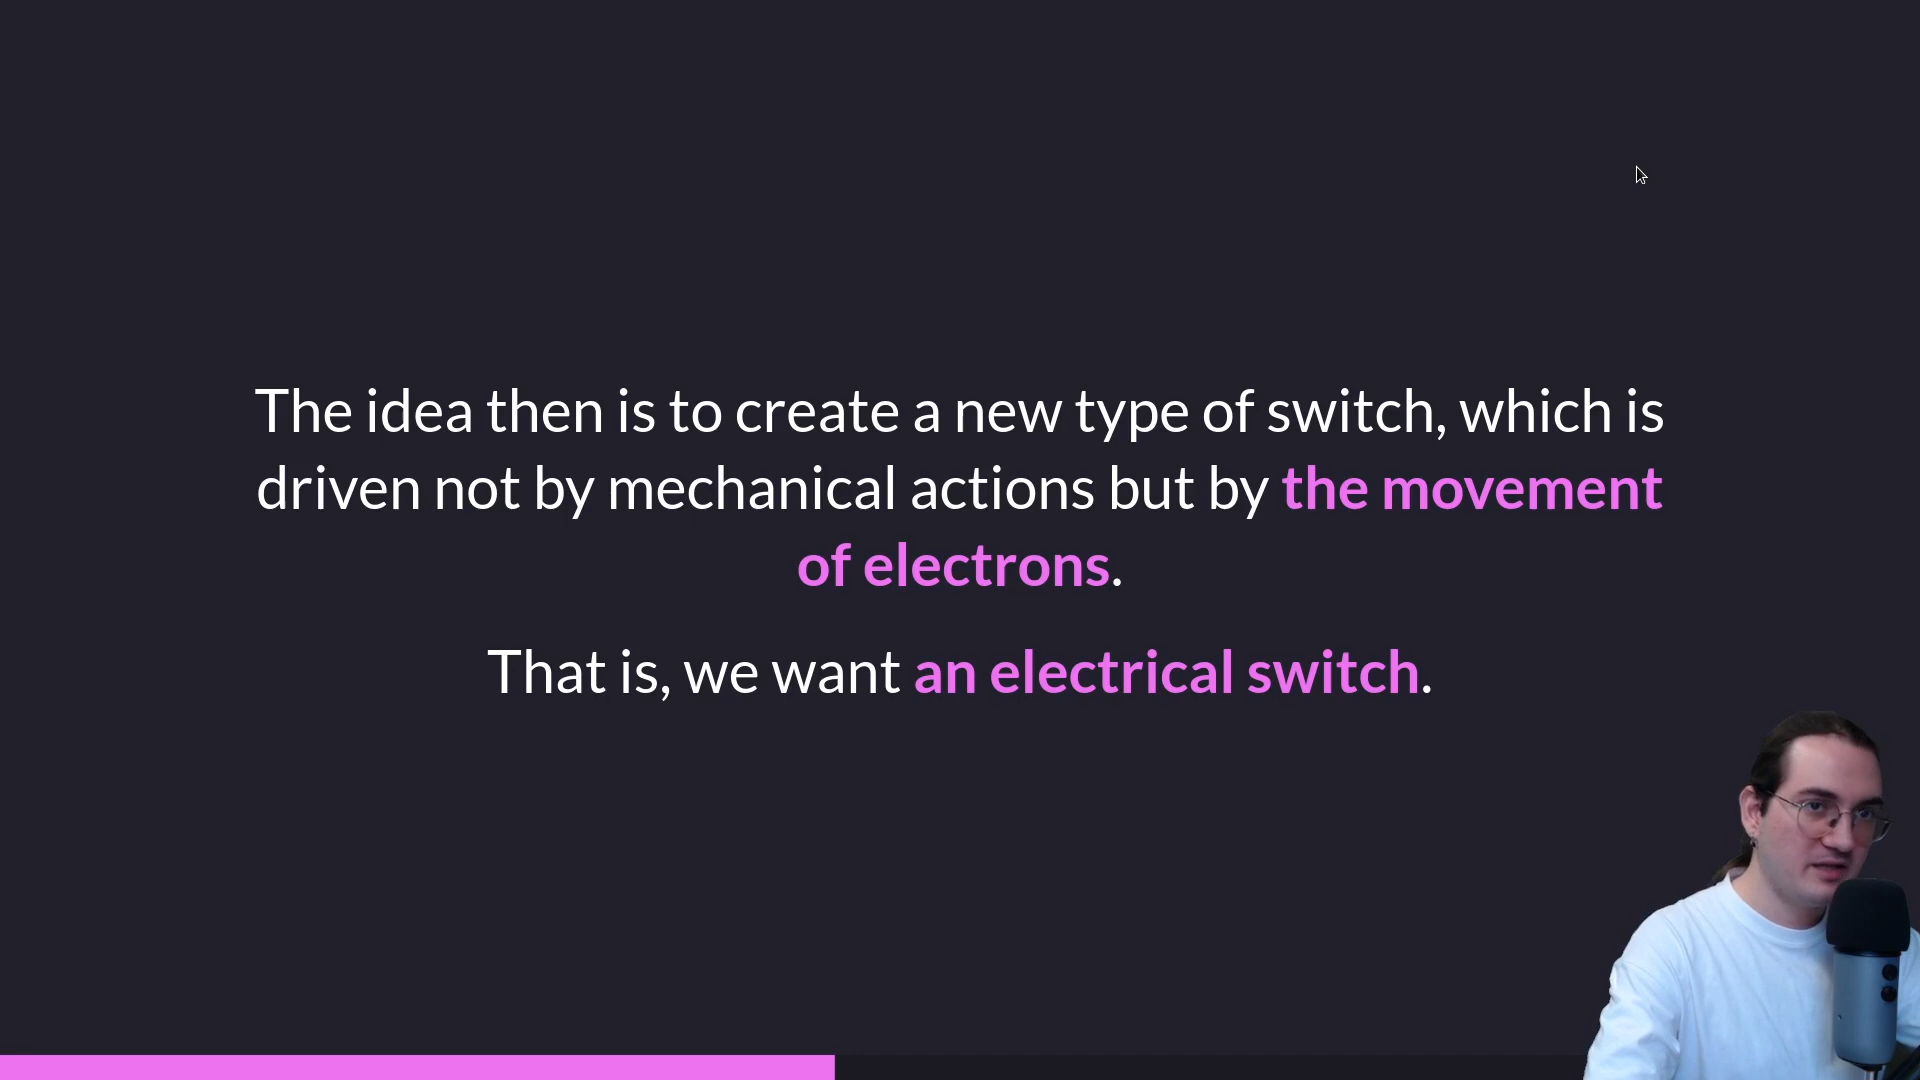 The idea then is to create a new type of switch, which is
driven not by mechanical actions but by the movement
of electrons.
That is, we want an electrical switch.